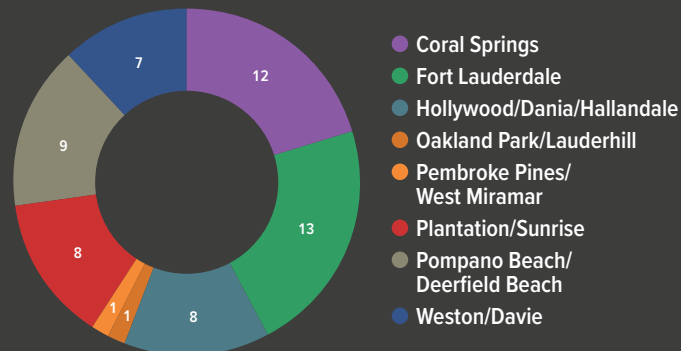 7
12
9
13
8
1
1
8
Coral Springs
Fort Lauderdale
Hollywood/Dania/Hallandale
Oakland Park/Lauderhill
Pembroke Pines/
West Miramar
Plantation/Sunrise
Pompano Beach/
Deerfield Beach
Weston/Davie